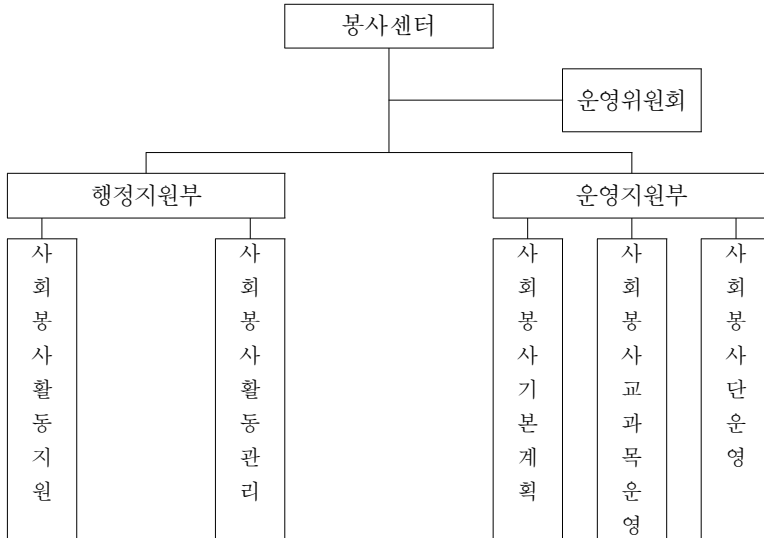 봉사센터
운영위원회
행정지원부
운영지원부
사회봉사활동지원
사회봉사활동관리
사회봉사기본계획
사회봉사교과목운영
사회봉사단운영